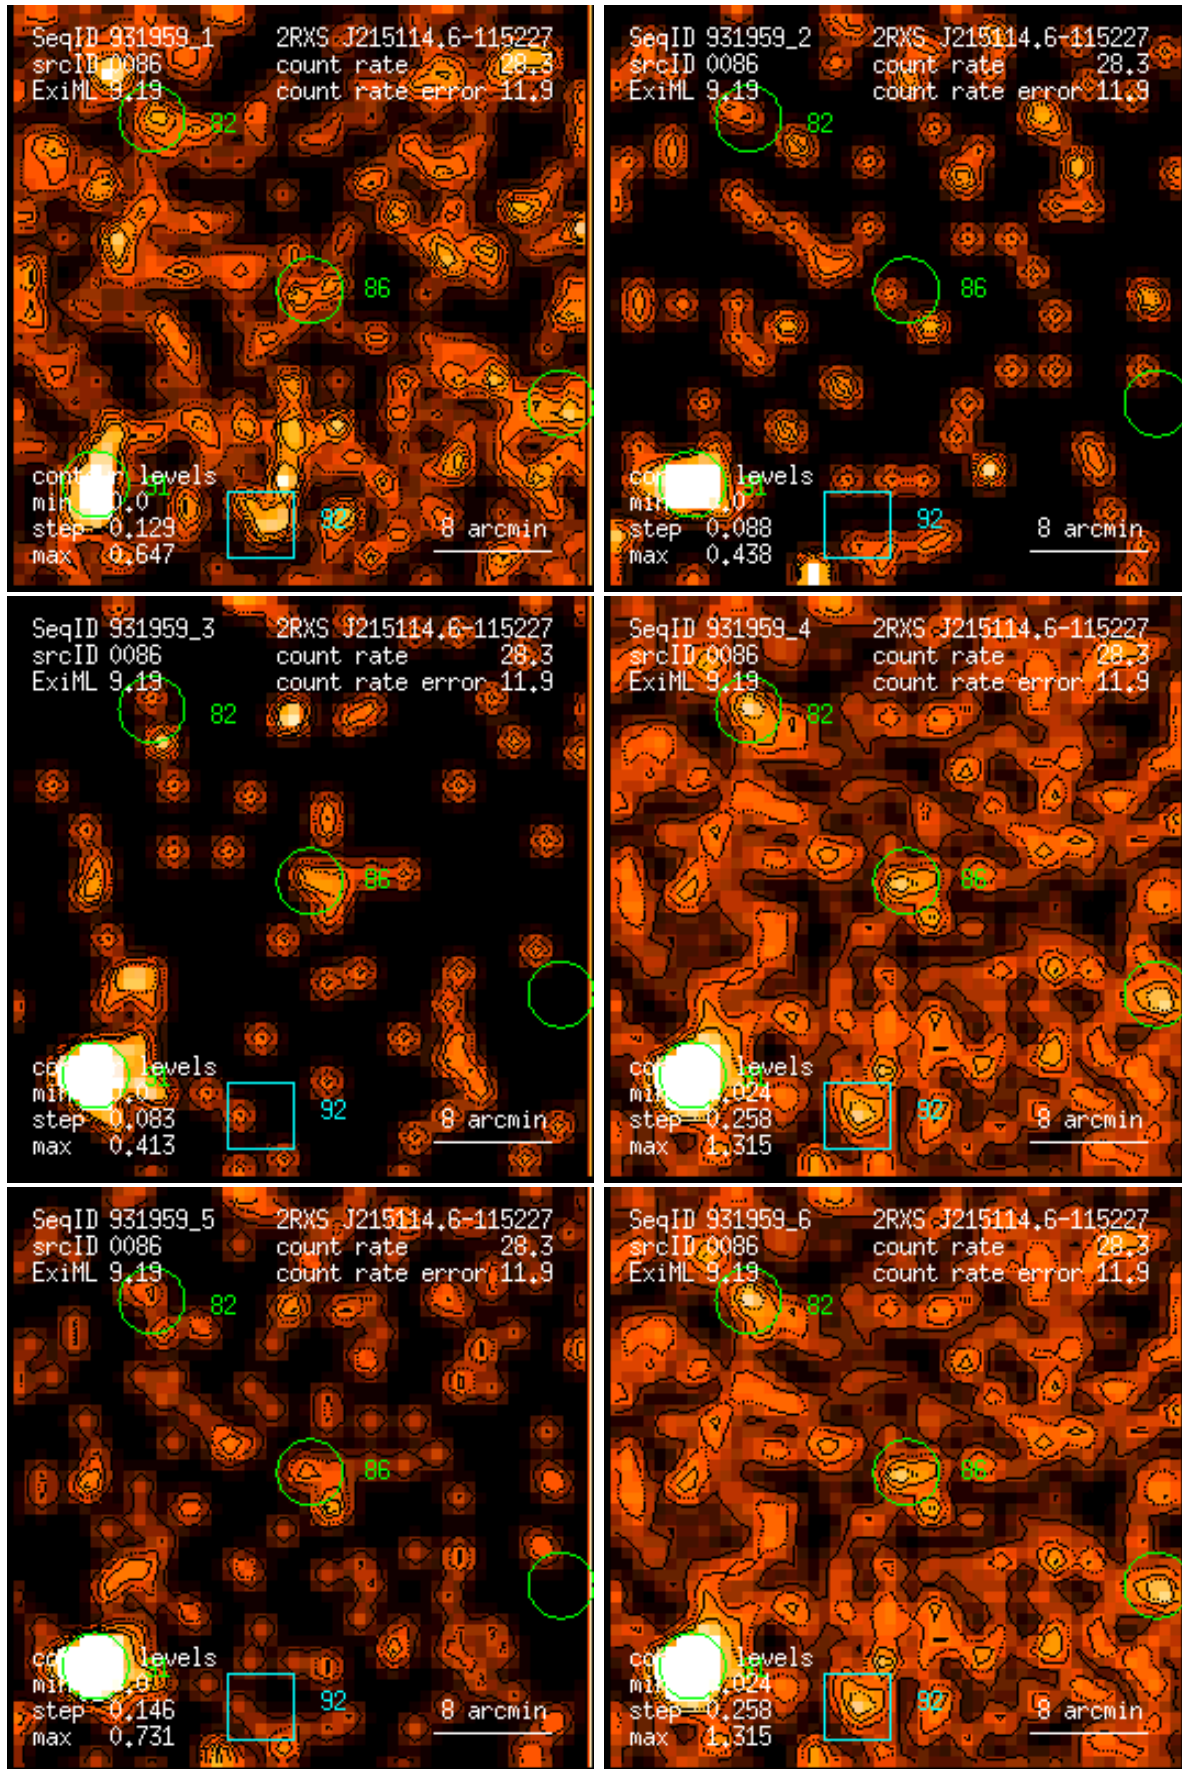 SeqID 931959_1 2RXS J215114.6-115227
srcID 0086 count rate 28.3
ExiML 9.19 count rate error 11.9
82
86
contour levels
min 0.0
92
step 0.129 8 arcmin
max 0.647
SeqID 931959_2 2RXS J215114.6-115227
srcID 0086 count rate 28.3
ExiML 9.19 count rate error 11.9
82
86
levels
92
step 0.088 8 arcmin
max 0.438
SeqID 931959_3 2RXS J215114.6-115227
srcID 0086 count rate 28.3
ExiML 9.19 count rate error 11.9
82
86
levels
92
step 0.083 8 arcmin
max 0.413
SeqID 931959_4 2RXS J215114.6-115227
srcID 0086 count rate 28.3
ExiML 9.19 count rate error 11.9
82
86
levels
92
step 0.258 8 arcmin
max 1.315
SeqID 931959_5 2RXS J215114.6-115227
srcID 0086 count rate 28.3
ExiML 9.19 count rate error 11.9
82
86
levels
92
step 0.146 8 arcmin
max 0.731
SeqID 931959_6 2RXS J215114.6-115227
srcID 0086 count rate 28.3
ExiML 9.19 count rate error 11.9
82
86
levels
92
step 0.258 8 arcmin
max 1.315